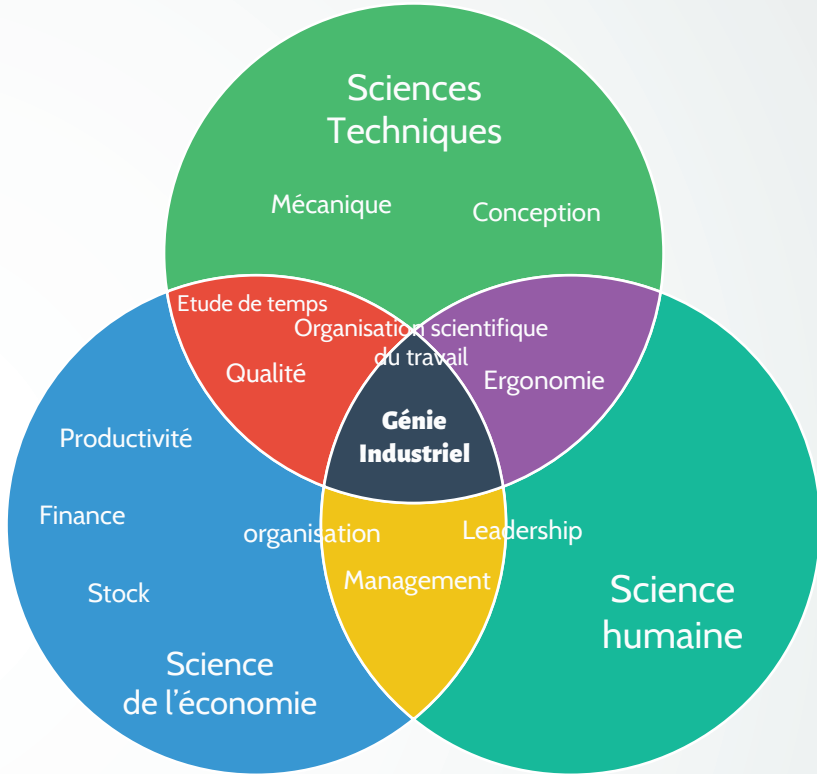 Sciences
Techniques
Mécanique
Conception
Etude de temps
Organisation scientifique
du travail
Qualité
Ergonomie
Génie
Industriel
Productivité
Finance
organisation
Leadership
Management
Stock
Science
humaine
Science
de l’économie